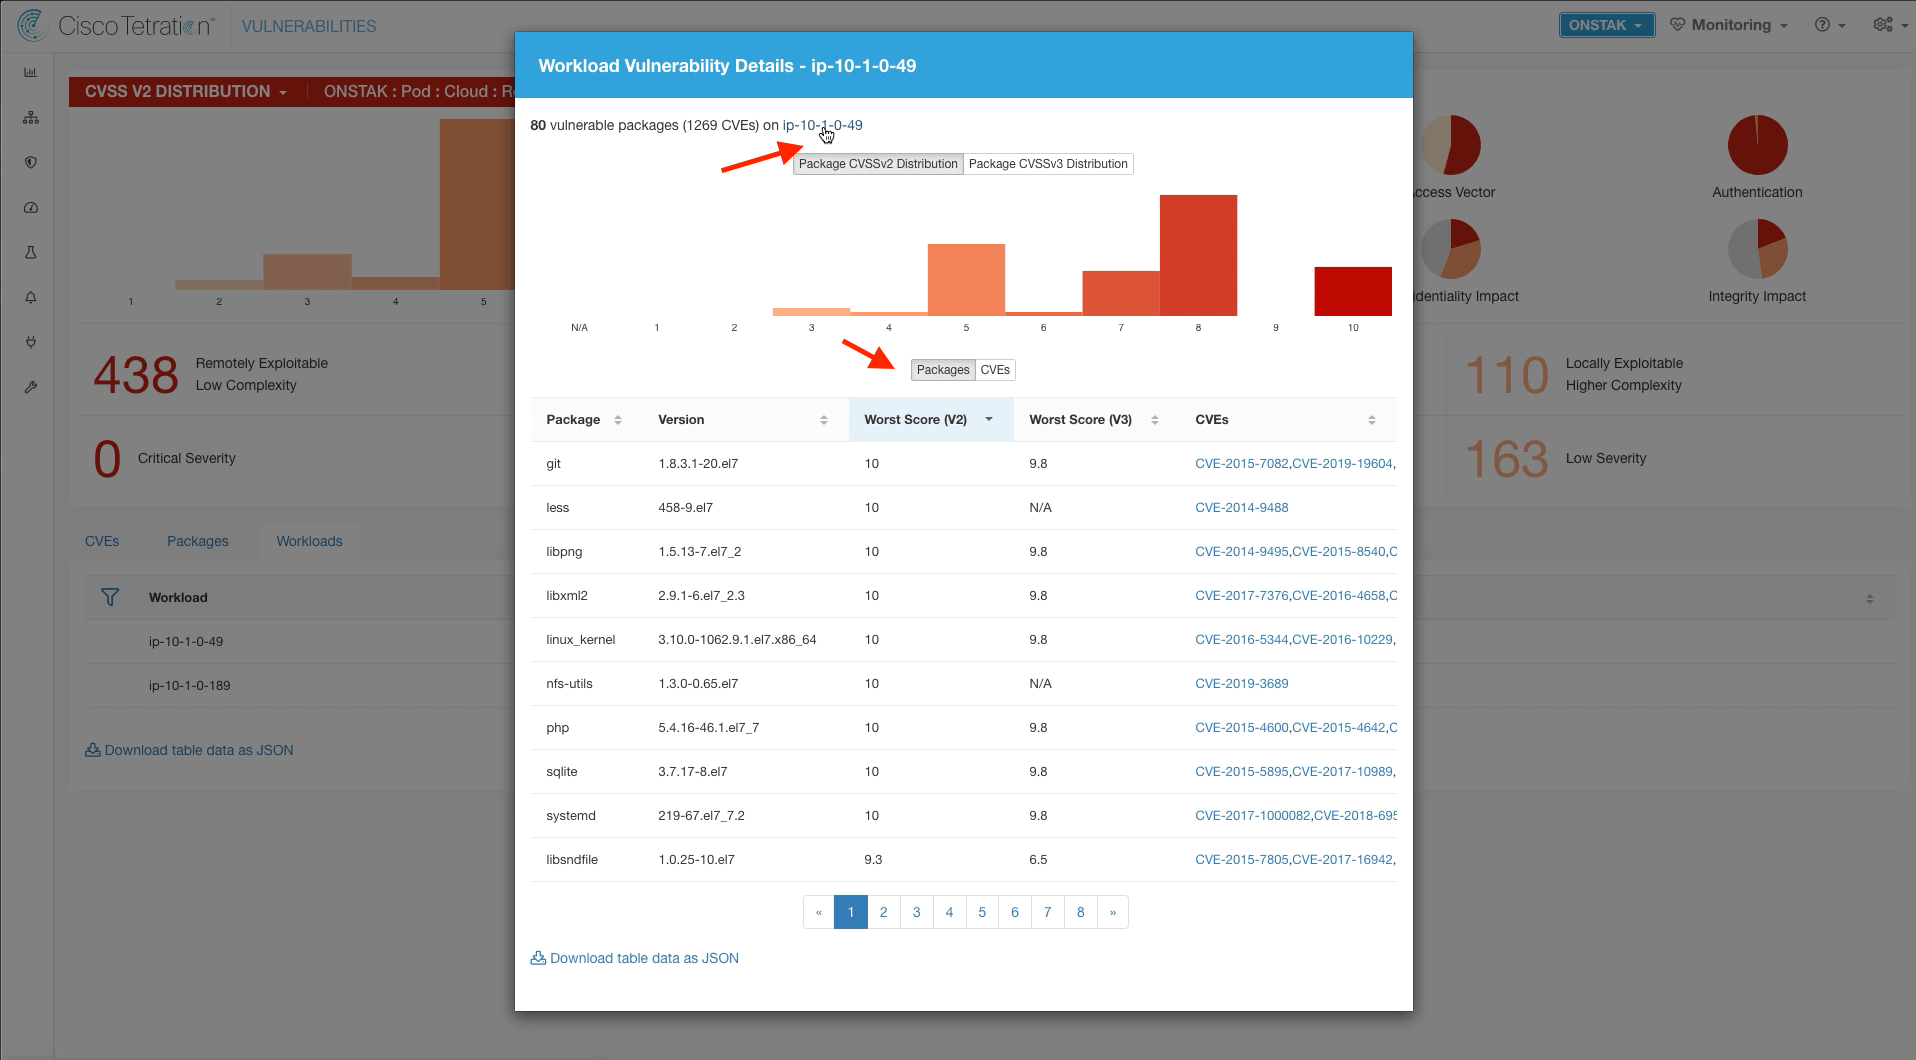 Cisco Tetration™ VULNERABILITIES
ONSTAK Monitoring
CVSS V2 DISTRIBUTION ONSTAK : Pod : Cloud : R
1 2 3 4 5
438 Remotely Exploitable
Low Complexity
0 Critical Severity
CVEs Packages Workloads
Workload
ip-10-1-0-49
ip-10-1-0-189
Download table data as JSON
Workload Vulnerability Details - ip-10-1-0-49
80 vulnerable packages (1269 CVEs) on ip-10-1-0-49
Package CVSSv2 Distribution Package CVSSv3 Distribution
N/A 1 2 3 4 5 6 7 8 9 10
Packages CVEs
Package Version Worst Score (V2) Worst Score (V3) CVEs
git 1.8.3.1-20.el7 10 9.8 CVE-2015-7082,CVE-2019-19604,
less 458-9.el7 10 N/A CVE-2014-9488
libpng 1.5.13-7.el7_2 10 9.8 CVE-2014-9495,CVE-2015-8540,C
libxml2 2.9.1-6.el7_2.3 10 9.8 CVE-2017-7376,CVE-2016-4658,C
linux_kernel 3.10.0-1062.9.1.el7.x86_64 10 9.8 CVE-2016-5344,CVE-2016-10229,
nfs-utils 1.3.0-0.65.el7 10 N/A CVE-2019-3689
php 5.4.16-46.1.el7_7 10 9.8 CVE-2015-4600,CVE-2015-4642,C
sqlite 3.7.17-8.el7 10 9.8 CVE-2015-5895,CVE-2017-10989,
systemd 219-67.el7_7.2 10 9.8 CVE-2017-1000082,CVE-2018-695
libsndfile 1.0.25-10.el7 9.3 6.5 CVE-2015-7805,CVE-2017-16942,
« 1 2 3 4 5 6 7 8 »
Download table data as JSON
ccess Vector Authentication
identiality Impact Integrity Impact
110 Locally Exploitable
Higher Complexity
163 Low Severity